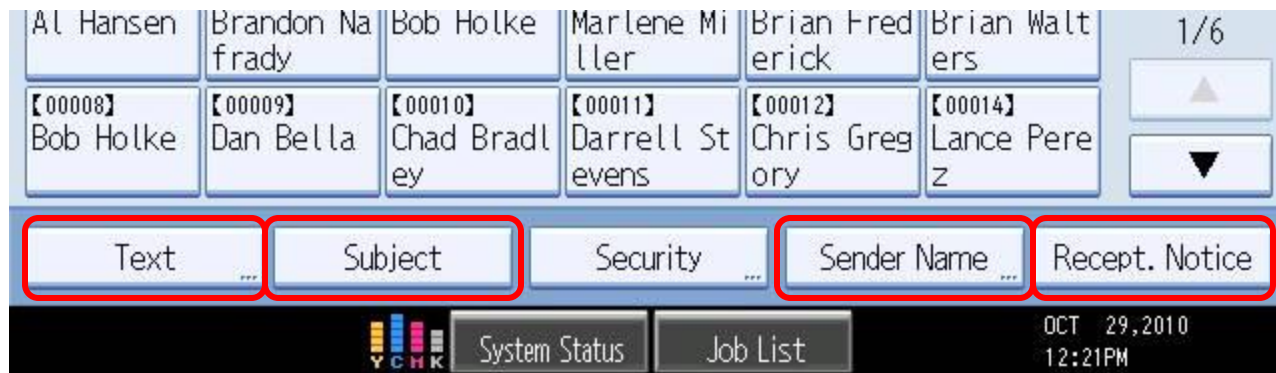 Al Hansen Brandon Na Bob Holke Marlene Mi Brian Fred Brian Walt 1/6
frady ller erick ers
【00008】 【00009】 【00010】 【00011】 【00012】 【00014】
Bob Holke Dan Bella Chad Bradl Darrell St Chris Greg Lance Pere
ey evens ory z
Text ... Subject Security ... Sender Name ... Recept. Notice
Y C M K System Status Job List OCT 29,2010
12:21PM